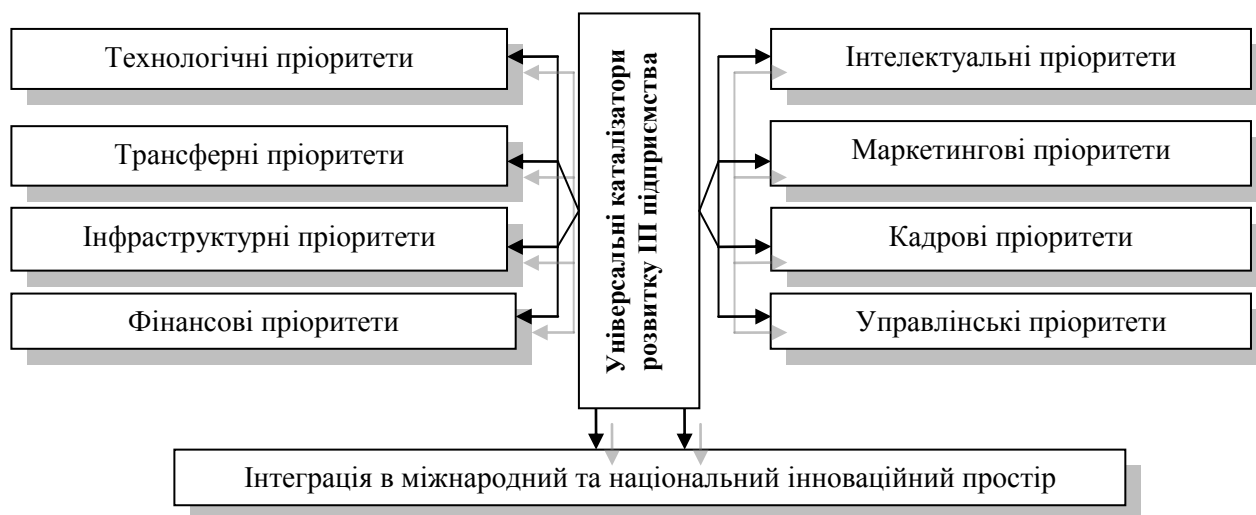 Технологічні пріоритети
Трансферні пріоритети
Інфраструктурні пріоритети
Фінансові пріоритети
Універсальні каталізатори
розвитку ІІІ підприємства
Інтелектуальні пріоритети
Маркетингові пріоритети
Кадрові пріоритети
Управлінські пріоритети
Інтеграція в міжнародний та національний інноваційний простір